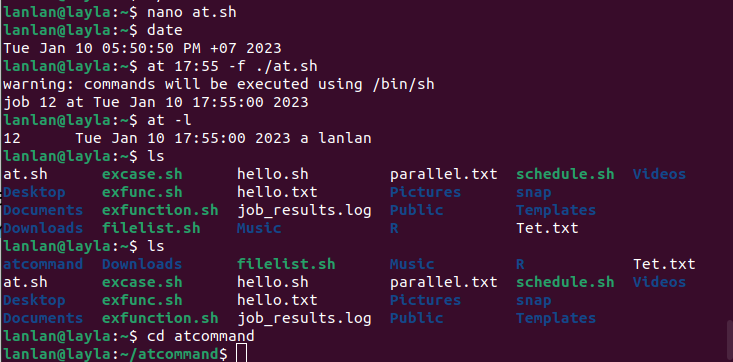 lanlan@layla:~$ nano at.sh
lanlan@layla:~$ date
Tue Jan 10 05:50:50 PM +07 2023
lanlan@layla:~$ at 17:55 -f ./at.sh
warning: commands will be executed using /bin/sh
job 12 at Tue Jan 10 17:55:00 2023
lanlan@layla:~$ at -l
12 Tue Jan 10 17:55:00 2023 a lanlan
lanlan@layla:~$ ls
at.sh excase.sh hello.sh parallel.txt schedule.sh Videos
Desktop exfunc.sh hello.txt Pictures snap
Documents exfunction.sh job_results.log Public Templates
Downloads filelist.sh Music R Tet.txt
lanlan@layla:~$ ls
atcommand Downloads filelist.sh Music R Tet.txt
at.sh excase.sh hello.sh parallel.txt schedule.sh Videos
Desktop exfunc.sh hello.txt Pictures snap
Documents exfunction.sh job_results.log Public Templates
lanlan@layla:~$ cd atcommand
lanlan@layla:~/atcommand$